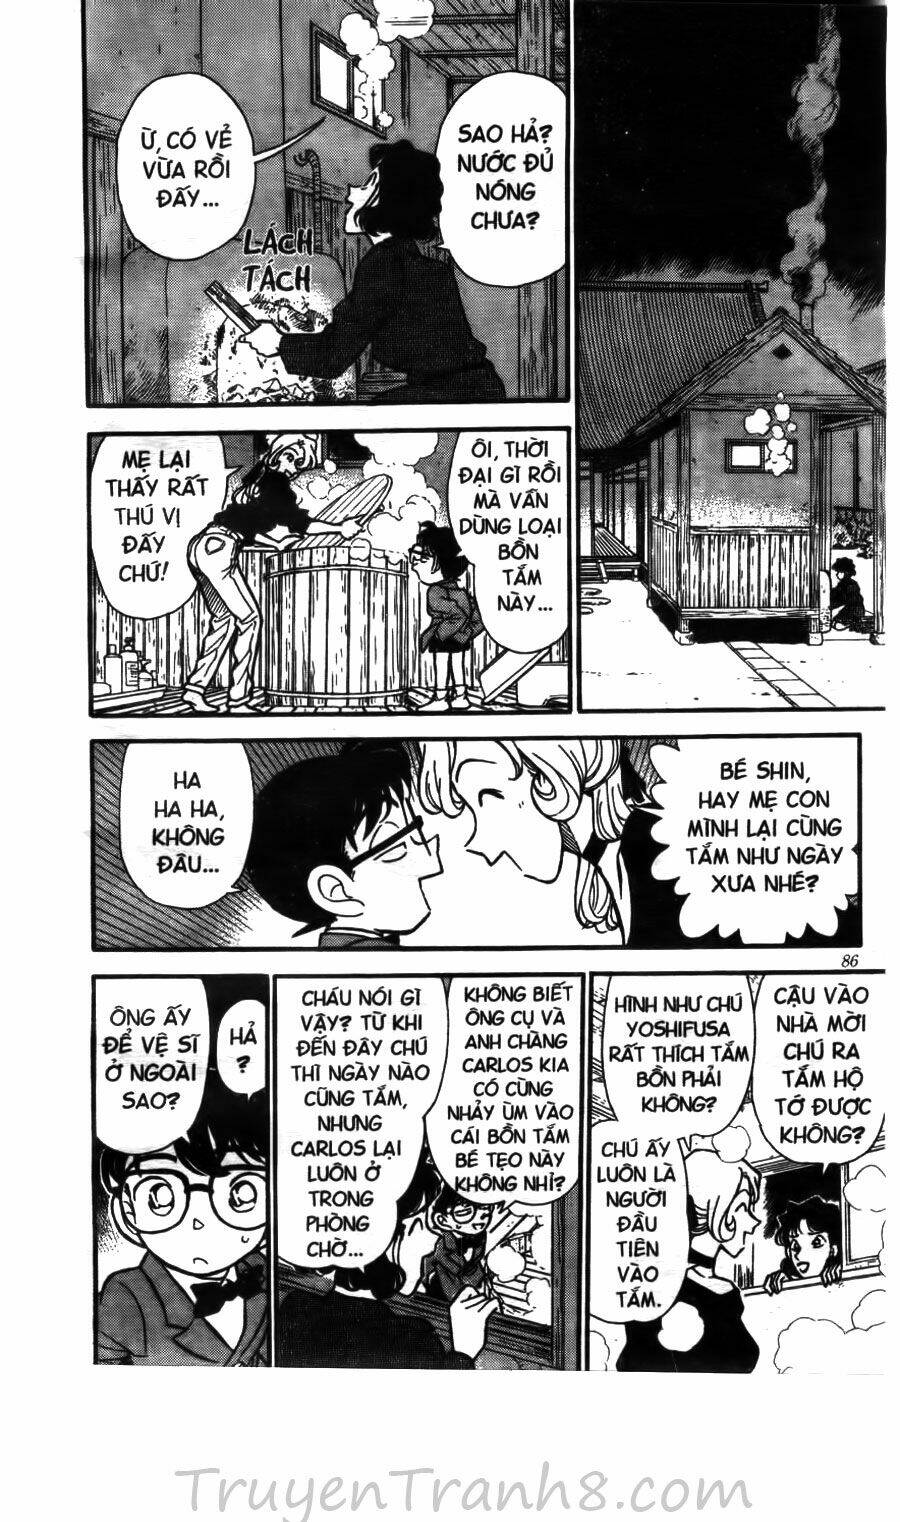 SAO HẢ?
NƯỚC ĐỦ
NÓNG
CHƯA?
Ừ, CÓ VẺ
VỪA RỒI
ĐẤY...
LÁCH
TÁCH
ÔI, THỜI
ĐẠI GÌ RỒI
MÀ VẪN
DÙNG LOẠI
BỒN
TẮM
NÀY...
MẸ LẠI
THẤY RẤT
THÚ VỊ
ĐẤY
CHỨ!
BÉ SHIN,
HAY MẸ CON
MÌNH LẠI CÙNG
TẮM NHƯ NGÀY
XƯA NHÉ?
HA
HA HA,
KHÔNG
ĐÂU...
86
CẬU VÀO
NHÀ MỜI
CHÚ RA
TẮM HỘ
TỚ ĐƯỢC
KHÔNG?
HÌNH NHƯ CHÚ
YOSHIFUSA
RẤT THÍCH TẮM
BỒN PHẢI
KHÔNG?
CHÚ ẤY
LUÔN LÀ
NGƯỜI
ĐẦU
TIÊN
VÀO
TẮM.
KHÔNG BIẾT
ÔNG CỤ VÀ
ANH CHÀNG
CARLOS KIA
CÓ CÙNG
NHẢY ÙM VÀO
CÁI BỒN TẮM
BÉ TẸO NÀY
KHÔNG NHỈ?
CHÁU NÓI GÌ
VẬY? TỪ KHI
ĐẾN ĐÂY CHÚ
THÌ NGÀY NÀO
CŨNG TẮM,
NHƯNG
CARLOS LẠI
LUÔN Ở
TRONG
PHÒNG
CHỜ...
HẢ
?
ÔNG ẤY
ĐỂ VỆ SĨ
Ở NGOÀI
SAO?
TruyenTranh8.com